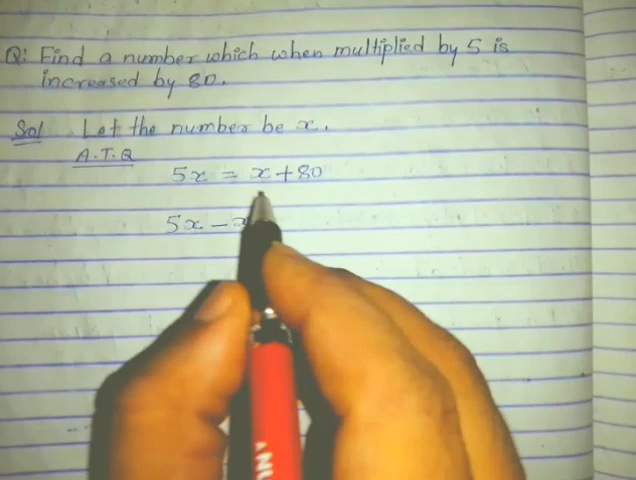 Q: Find a number which when multiplied by 5 is
increased by 80.
Sol Let the number be x.
A.T.Q
5x = x + 80
5x - x